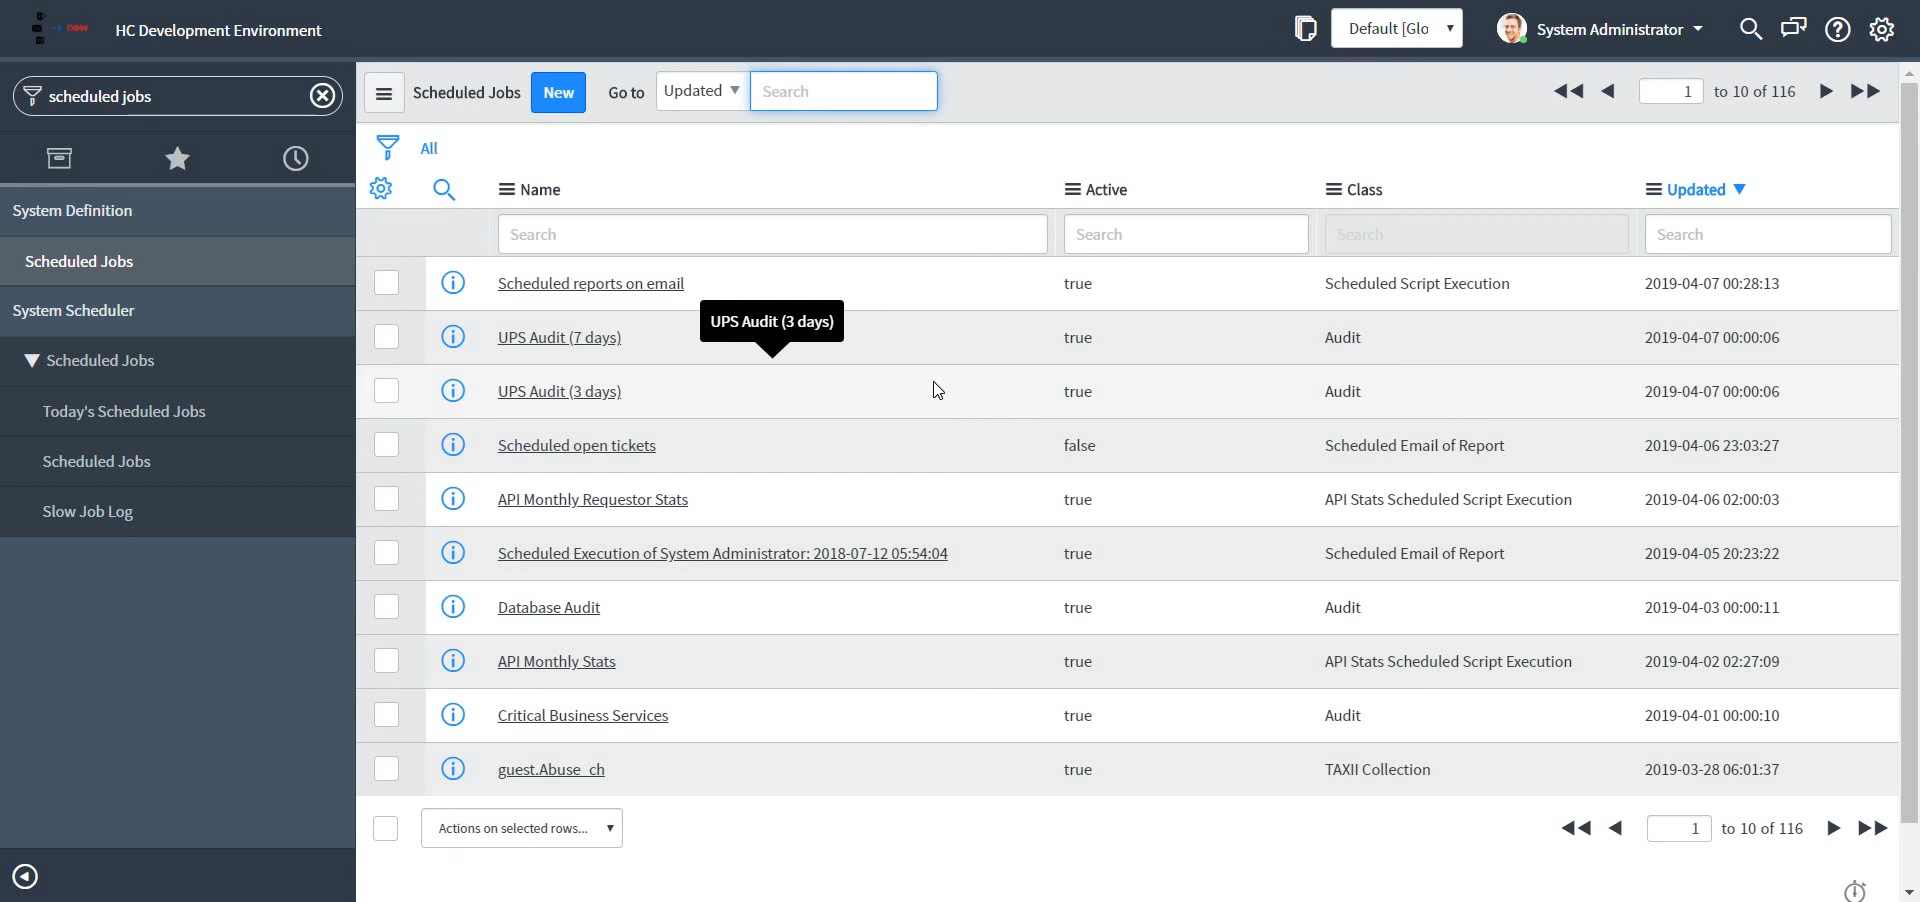 now
HC Development Environment
Default [Glo
System Administrator
scheduled jobs
System Definition
Scheduled Jobs
System Scheduler
Scheduled Jobs
Today's Scheduled Jobs
Scheduled Jobs
Slow Job Log
Scheduled Jobs New Go to Updated Search
1 to 10 of 116
All
Name Active Class Updated
Search Search Search Search
Scheduled reports on email true Scheduled Script Execution 2019-04-07 00:28:13
UPS Audit (3 days)
UPS Audit (7 days) true Audit 2019-04-07 00:00:06
UPS Audit (3 days) true Audit 2019-04-07 00:00:06
Scheduled open tickets false Scheduled Email of Report 2019-04-06 23:03:27
API Monthly Requestor Stats true API Stats Scheduled Script Execution 2019-04-06 02:00:03
Scheduled Execution of System Administrator: 2018-07-12 05:54:04 true Scheduled Email of Report 2019-04-05 20:23:22
Database Audit true Audit 2019-04-03 00:00:11
API Monthly Stats true API Stats Scheduled Script Execution 2019-04-02 02:27:09
Critical Business Services true Audit 2019-04-01 00:00:10
guest.Abuse_ch true TAXII Collection 2019-03-28 06:01:37
Actions on selected rows...
1 to 10 of 116